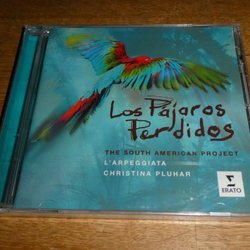 Los Pájaros
Perdidos
THE SOUTH AMERICAN PROJECT
L'ARPEGGIATA
CHRISTINA PLUHAR
ERATO